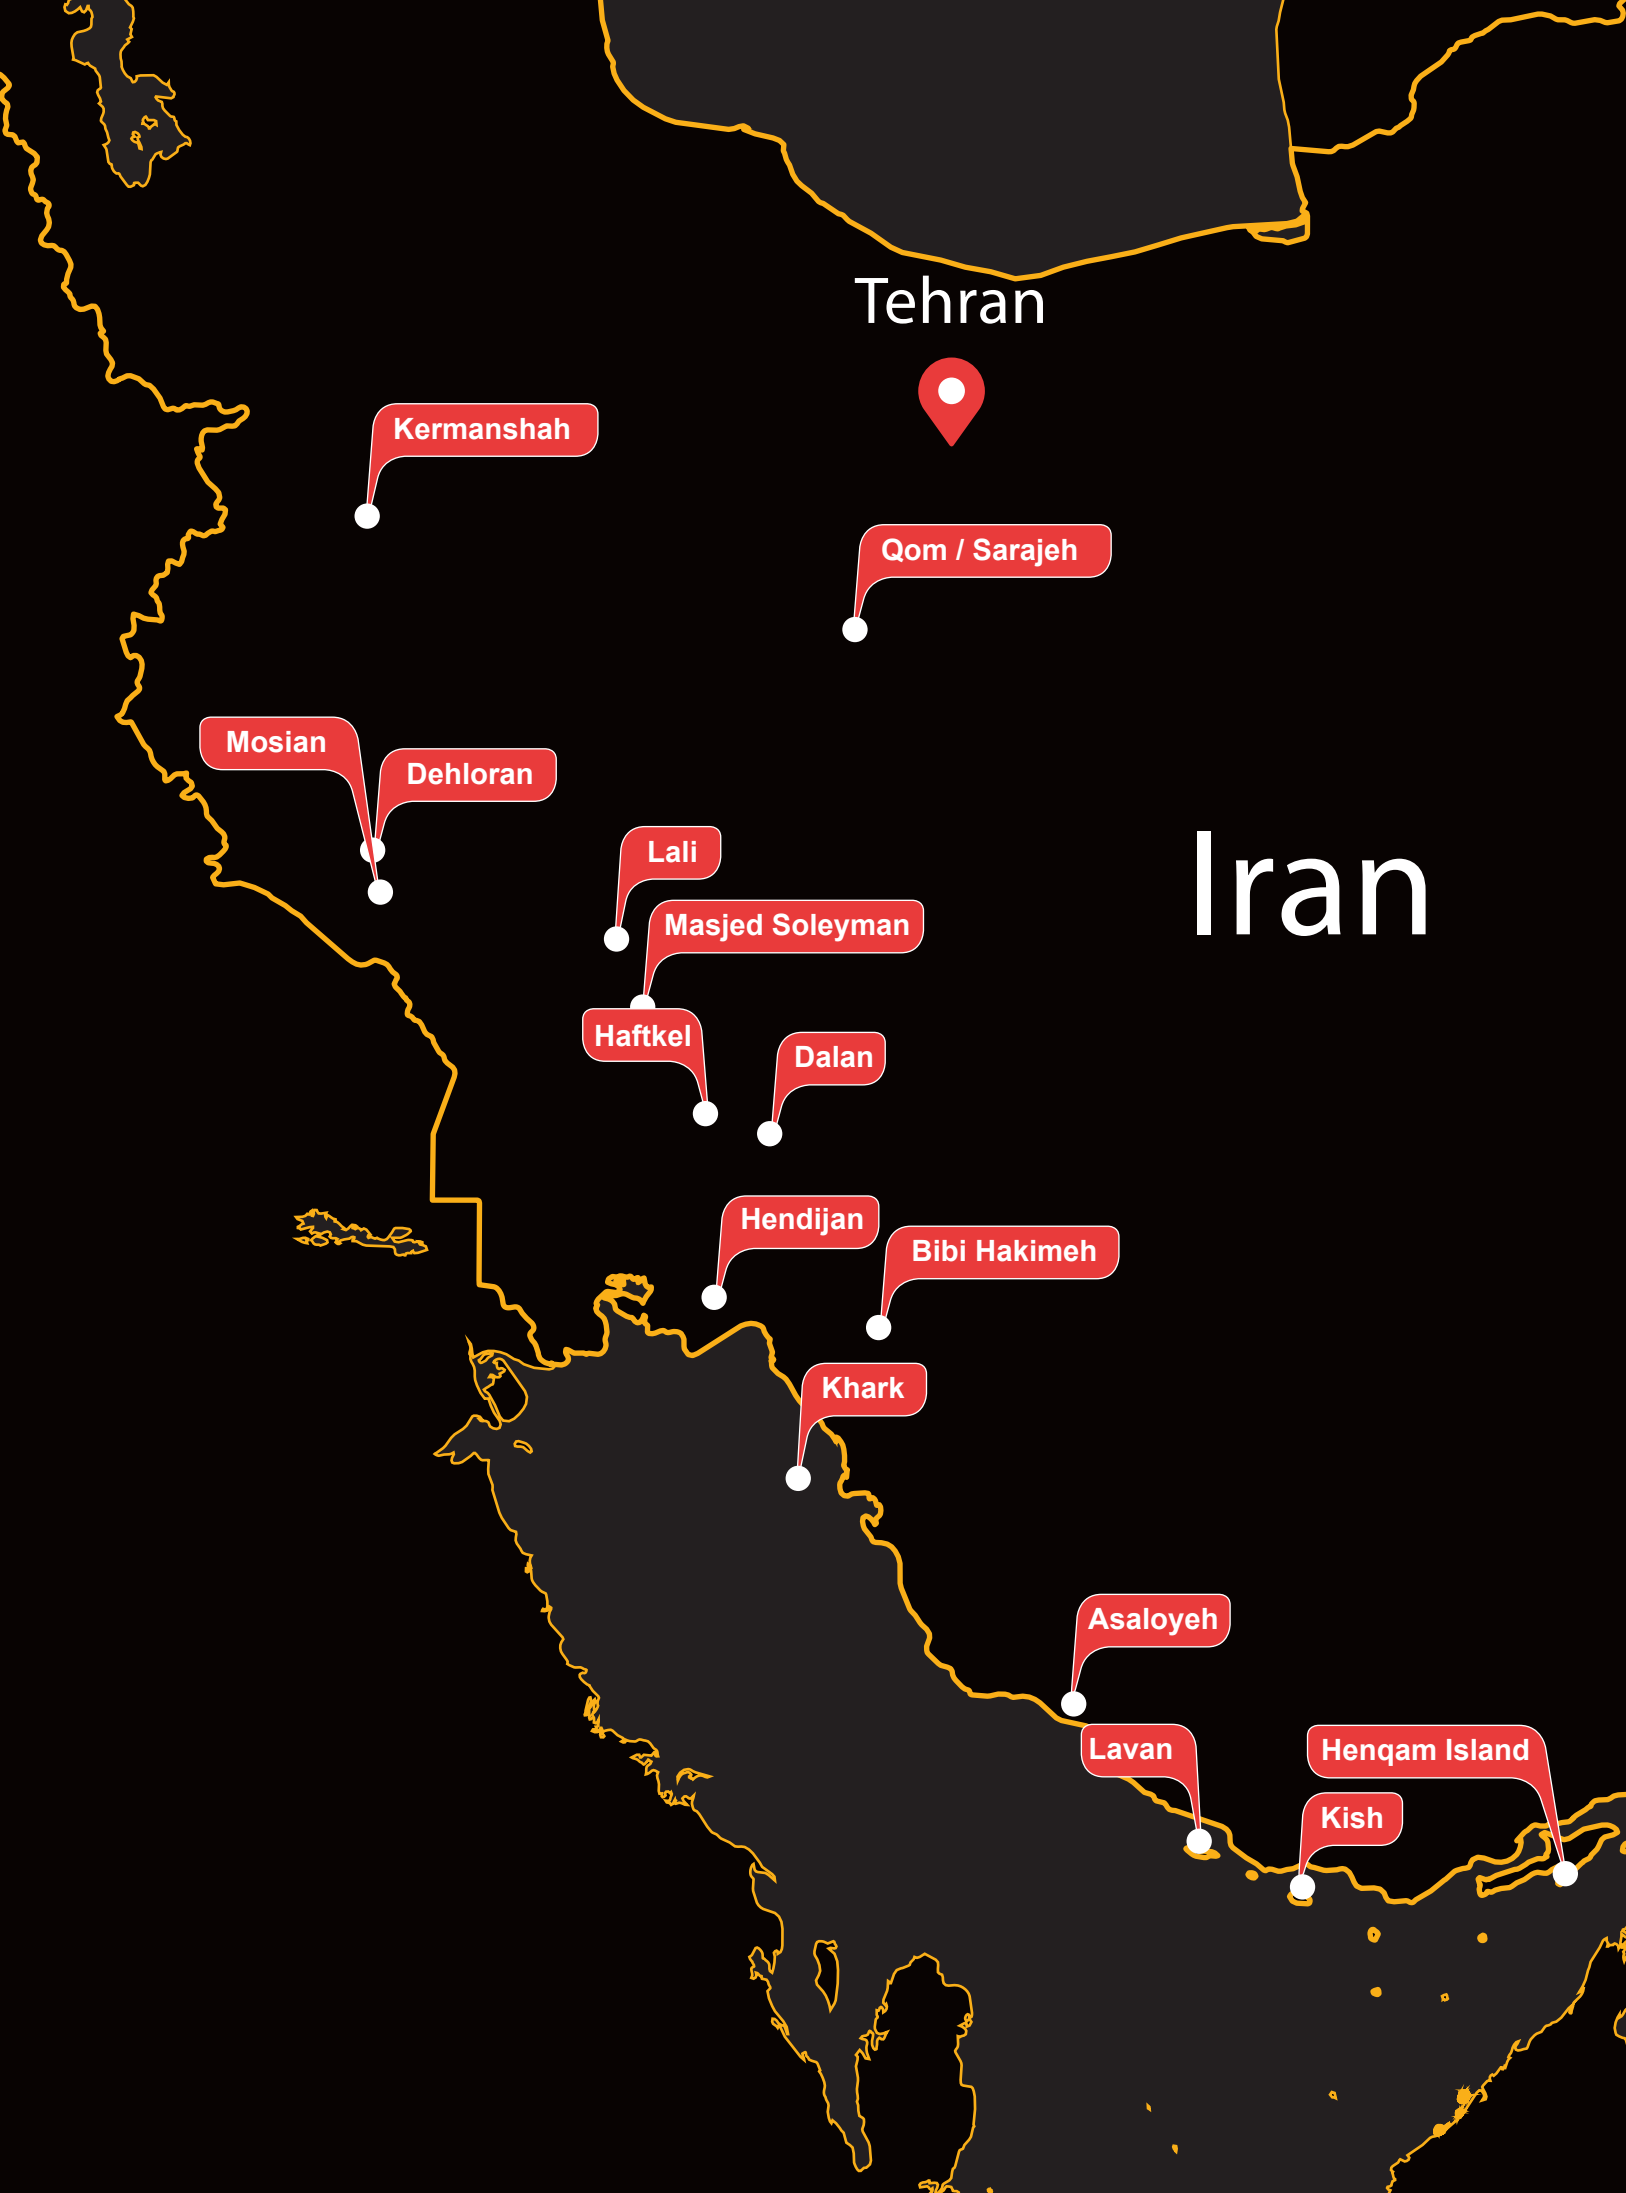 Tehran
Kermanshah
Qom / Sarajeh
Mosian
Dehloran
Lali
Iran
Masjed Soleyman
Haftkel
Dalan
Hendijan
Bibi Hakimeh
Khark
Asaloyeh
Lavan
Henqam Island
Kish